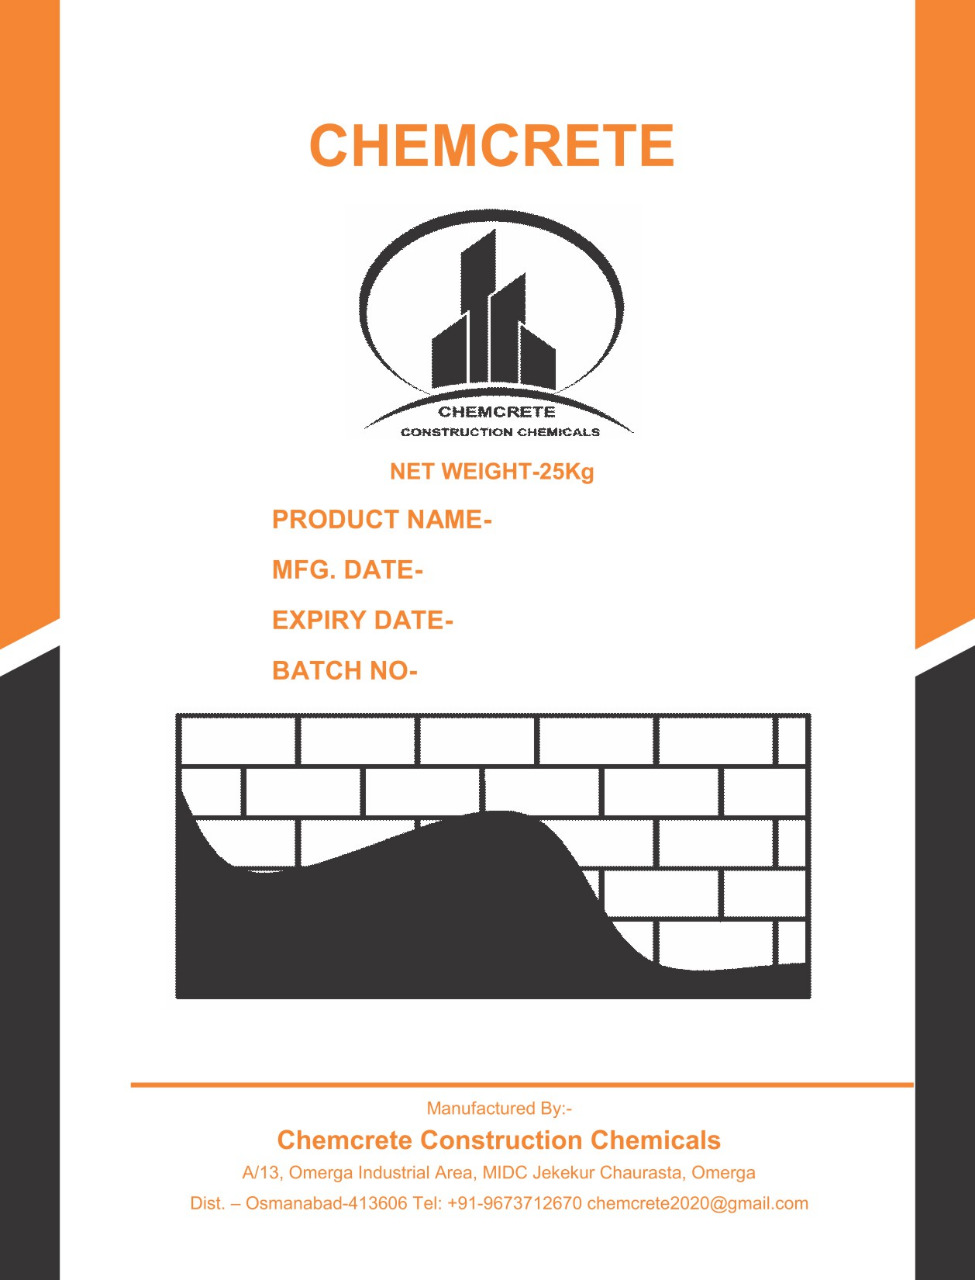 CHEMCRETE
CHEMCRETE
CONSTRUCTION CHEMICALS
NET WEIGHT-25Kg
PRODUCT NAME-
MFG. DATE-
EXPIRY DATE-
BATCH NO-
Manufactured By:-
Chemcrete Construction Chemicals
A/13, Omerga Industrial Area, MIDC Jekekur Chaurasta, Omerga
Dist. – Osmanabad-413606 Tel: +91-9673712670 chemcrete2020@gmail.com